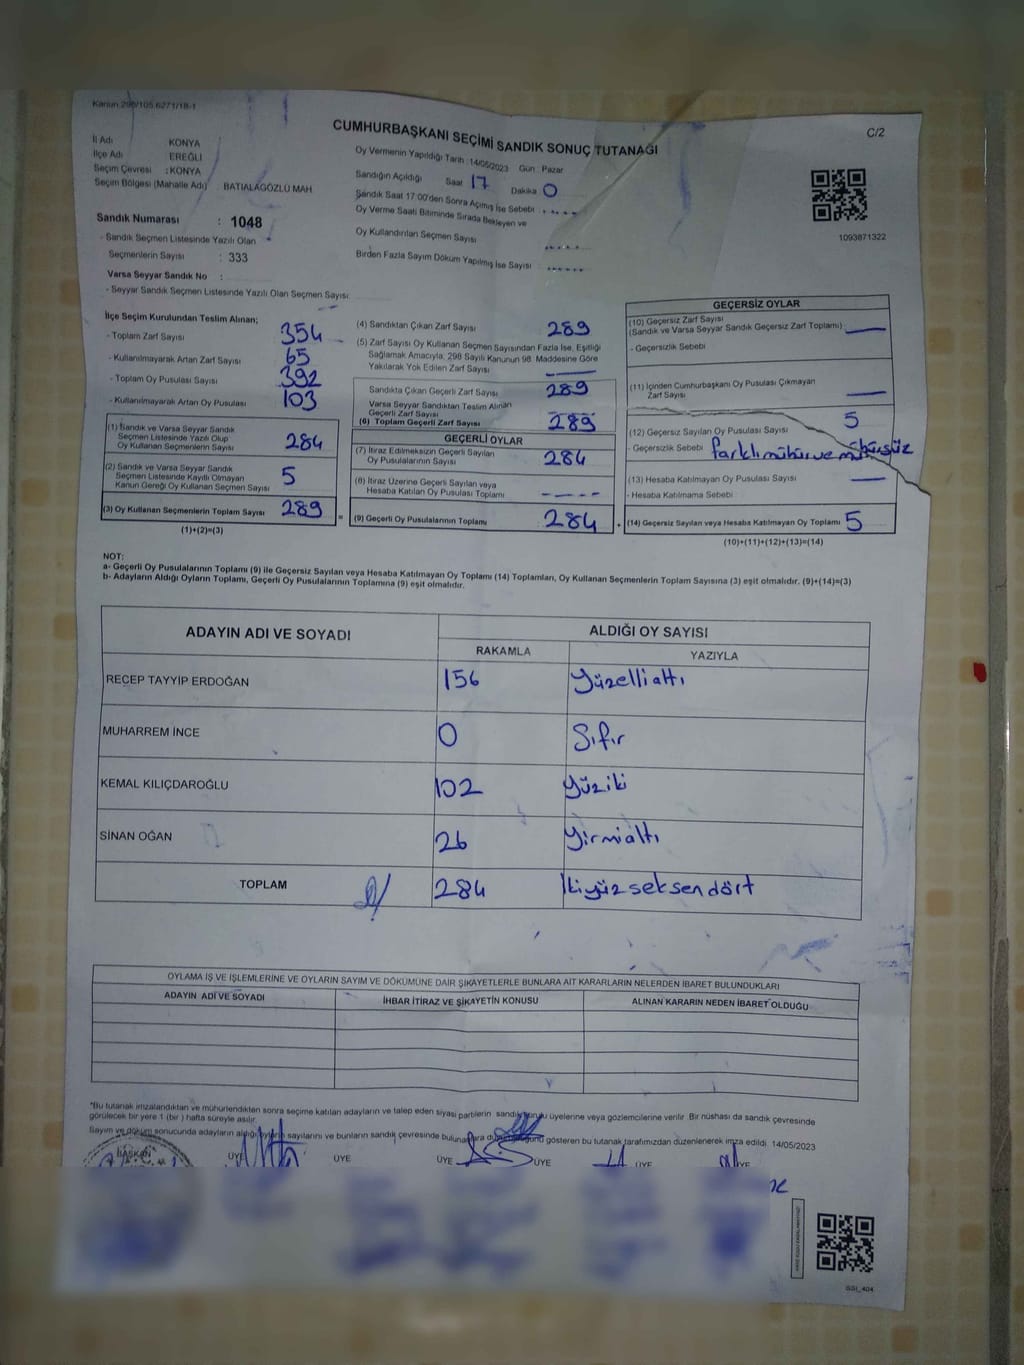 Kanun 298/105.6271/18-1
C/2
CUMHURBAŞKANI SEÇİMİ SANDIK SONUÇ TUTANAĞI
İl Adı KONYA
İlçe Adı EREĞLİ
Seçim Çevresi : KONYA
Seçim Bölgesi (Mahalle Adı) BATIALAGÖZLÜ MAH
Sandık Numarası : 1048
- Sandık Seçmen Listesinde Yazılı Olan
Seçmenlerin Sayısı : 333
Varsa Seyyar Sandık No :
- Seyyar Sandık Seçmen Listesinde Yazılı Olan Seçmen Sayısı:
Oy Vermenin Yapıldığı Tarih : 14/05/2023 Gün : Pazar
Sandığın Açıldığı Saat 17 Dakika 0
Sandık Saat 17:00'den Sonra Açımış İse Sebebi
Oy Verme Saati Bitiminde Sırada Bekleyen ve
Oy Kullandırılan Seçmen Sayısı
Birden Fazla Sayım Döküm Yapılmış İse Sayısı
1093871322
İlçe Seçim Kurulundan Teslim Alınan;
- Toplam Zarf Sayısı 354
- Kullanılmayarak Artan Zarf Sayısı 65
- Toplam Oy Pusulası Sayısı 392
- Kullanılmayarak Artan Oy Pusulası 103
(1) Sandık ve Varsa Seyyar Sandık
Seçmen Listesinde Yazılı Olup
Oy Kullanan Seçmenlerin Sayısı 284
(2) Sandık ve Varsa Seyyar Sandık
Seçmen Listesinde Kayıtlı Olmayan
Kanun Gereği Oy Kullanan Seçmen Sayısı 5
(3) Oy Kullanan Seçmenlerin Toplam Sayısı 289
(1)+(2)=(3)
(4) Sandıktan Çıkan Zarf Sayısı 289
(5) Zarf Sayısı Oy Kullanan Seçmen Sayısından Fazla İse, Eşitliği
Sağlamak Amacıyla, 298 Sayılı Kanunun 98. Maddesine Göre
Yakılarak Yok Edilen Zarf Sayısı
Sandıkta Çıkan Geçerli Zarf Sayısı 289
Varsa Seyyar Sandıktan Teslim Alınan
Geçerli Zarf Sayısı
(6) Toplam Geçerli Zarf Sayısı 289
GEÇERLİ OYLAR
(7) İtiraz Edilmeksizin Geçerli Sayılan
Oy Pusulalarının Sayısı 284
(8) İtiraz Üzerine Geçerli Sayılan veya
Hesaba Katılan Oy Pusulası Toplamı
(9) Geçerli Oy Pusulalarının Toplamı 284
GEÇERSİZ OYLAR
(10) Geçersiz Zarf Sayısı
(Sandık ve Varsa Seyyar Sandık Geçersiz Zarf Toplamı)
- Geçersizlik Sebebi
(11) İçinden Cumhurbaşkanı Oy Pusulası Çıkmayan
Zarf Sayısı
(12) Geçersiz Sayılan Oy Pusulası Sayısı 5
- Geçersizlik Sebebi farklı mühür ve mühürsüz
(13) Hesaba Katılmayan Oy Pusulası Sayısı
- Hesaba Katılmama Sebebi
(14) Geçersiz Sayılan veya Hesaba Katılmayan Oy Toplamı 5
(10)+(11)+(12)+(13)=(14)
NOT:
a- Geçerli Oy Pusulalarının Toplamı (9) ile Geçersiz Sayılan veya Hesaba Katılmayan Oy Toplamı (14) Toplamları, Oy Kullanan Seçmenlerin Toplam Sayısına (3) eşit olmalıdır. (9)+(14)=(3)
b- Adayların Aldığı Oyların Toplamı, Geçerli Oy Pusulalarının Toplamına (9) eşit olmalıdır.
ADAYIN ADI VE SOYADI ALDIĞI OY SAYISI
RAKAMLA YAZIYLA
RECEP TAYYİP ERDOĞAN 156 Yüzellialtı
MUHARREM İNCE 0 Sıfır
KEMAL KILIÇDAROĞLU 102 Yüziki
SİNAN OĞAN 26 Yirmialtı
TOPLAM 284 İkiyüzseksendört
OYLAMA İŞ VE İŞLEMLERİNE VE OYLARIN SAYIM VE DÖKÜMÜNE DAİR ŞİKAYETLERLE BUNLARA AİT KARARLARIN NELERDEN İBARET BULUNDUKLARI
ADAYIN ADI VE SOYADI İHBAR İTİRAZ VE ŞİKAYETİN KONUSU ALINAN KARARIN NEDEN İBARET OLDUĞU
*Bu tutanak imzalandıktan ve mühürlendikten sonra seçime katılan adayların ve talep eden siyasi partilerin sandık kurulu üyelerine veya gözlemcilerine verilir. Bir nüshası da sandık çevresinde
görülecek bir yere 1 (bir) hafta süreyle asılır.
Sayım ve döküm sonucunda adayların aldığı oyların sayılarını ve bunların sandık çevresinde gösteren bu tutanak tarafımızdan düzenlenerek imza edildi. 14/05/2023
BAŞKAN ÜYE ÜYE ÜYE ÜYE ÜYE ÜYE
SSI_404